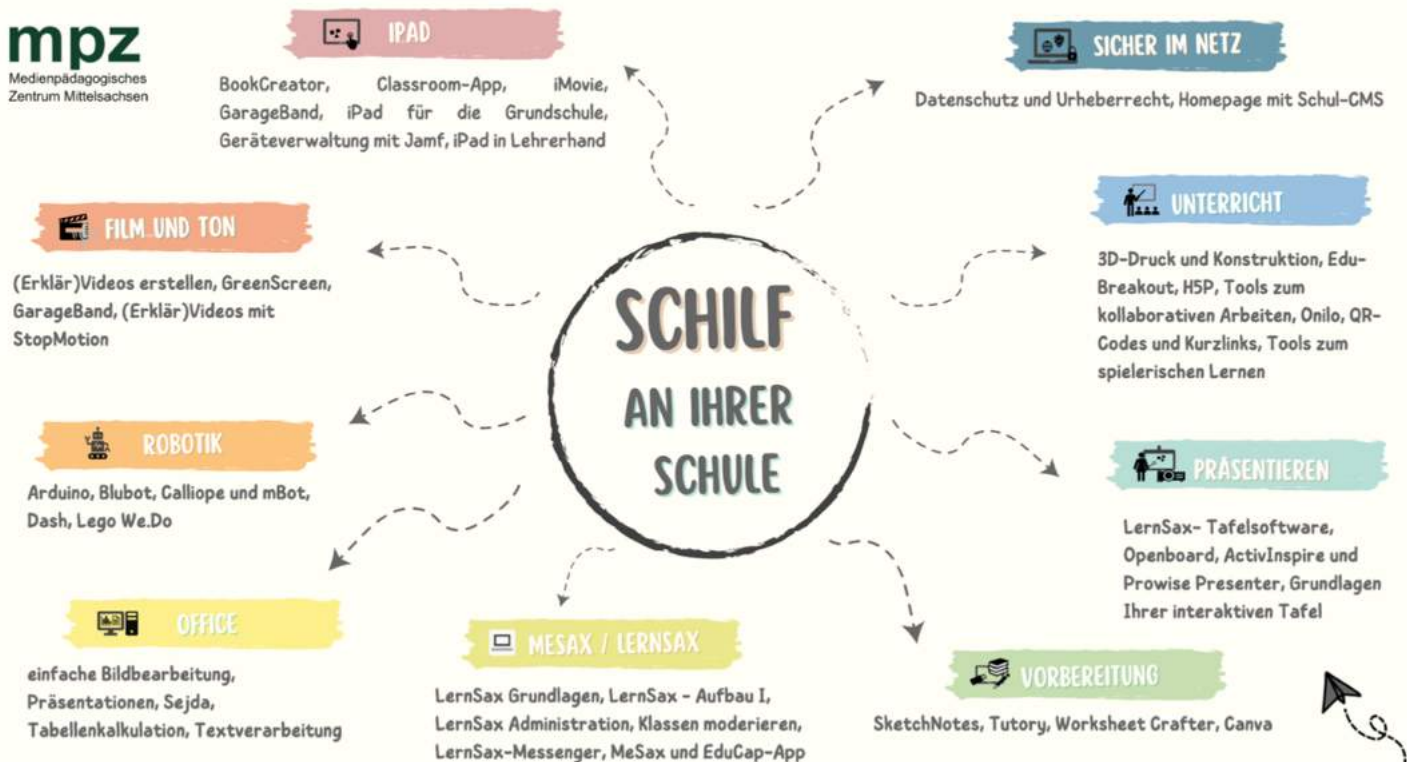 mpz
Medienpädagogisches
Zentrum Mittelsachsen
IPAD
BookCreator, Classroom-App, iMovie,
GarageBand, iPad für die Grundschule,
Geräteverwaltung mit Jamf, iPad in Lehrerhand
SICHER IM NETZ
Datenschutz und Urheberrecht, Homepage mit Schul-CMS
FILM UND TON
(Erklär)Videos erstellen, GreenScreen,
GarageBand, (Erklär)Videos mit
StopMotion
UNTERRICHT
3D-Druck und Konstruktion, Edu-
Breakout, H5P, Tools zum
kollaborativen Arbeiten, Onilo, QR-
Codes und Kurzlinks, Tools zum
spielerischen Lernen
SCHILF
AN IHRER
SCHULE
ROBOTIK
Arduino, Blubot, Calliope und mBot,
Dash, Lego We.Do
PRÄSENTIEREN
LernSax- Tafelsoftware,
Openboard, ActivInspire und
Prowise Presenter, Grundlagen
Ihrer interaktiven Tafel
OFFICE
einfache Bildbearbeitung,
Präsentationen, Sejda,
Tabellenkalkulation, Textverarbeitung
MESAX / LERNSAX
LernSax Grundlagen, LernSax - Aufbau I,
LernSax Administration, Klassen moderieren,
LernSax-Messenger, MeSax und EduCap-App
VORBEREITUNG
SketchNotes, Tutory, Worksheet Crafter, Canva